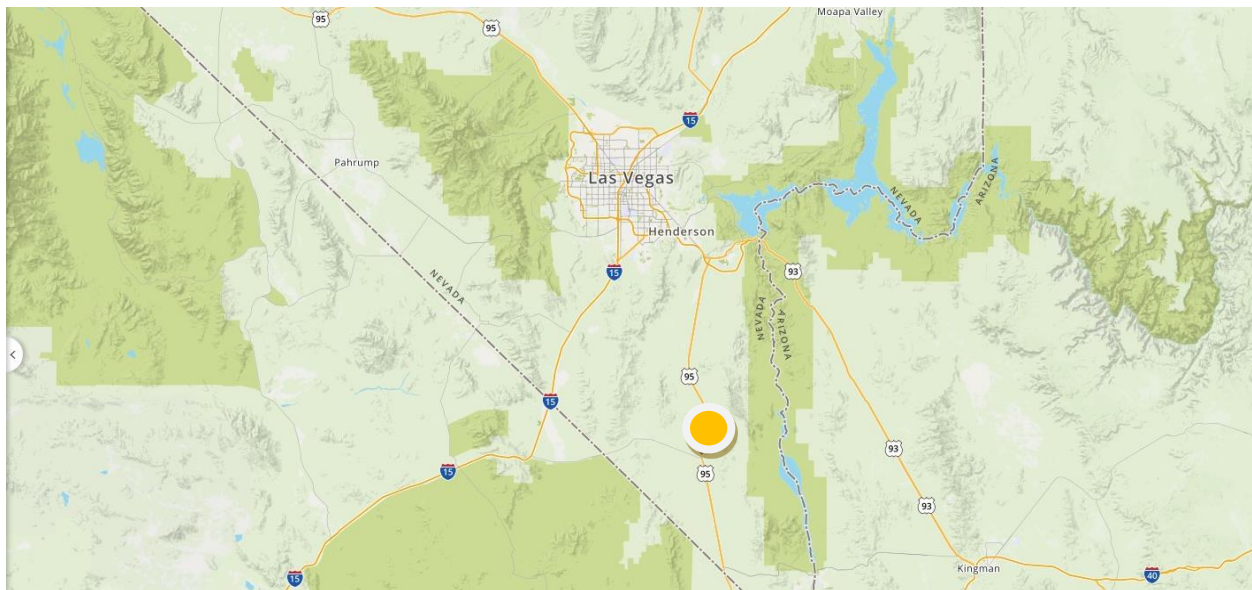 Moapa Valley
95
95
15
Pahrump
Las Vegas
NEVADA
ARIZONA
Henderson
15
93
NEVADA
NEVADA
ARIZONA
95
15
93
15
95
93
Kingman
15
40